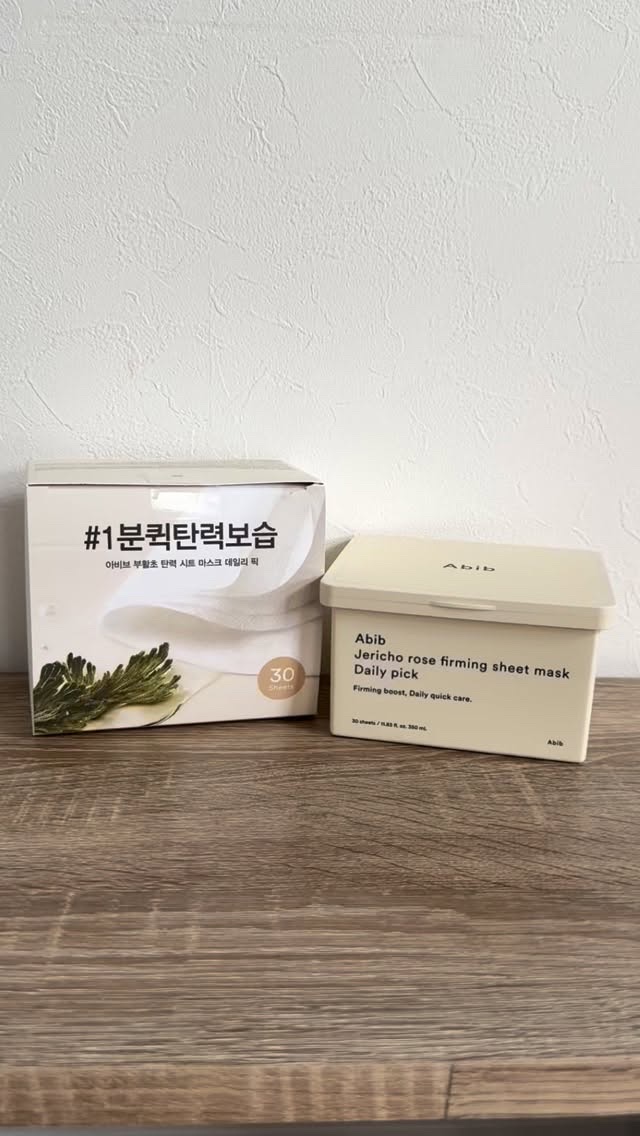 #1분퀵탄력보습
아비브 부활초 탄력 시트 마스크 데일리 픽
30
Sheets
Abib
Abib
Jericho rose firming sheet mask
Daily pick
Firming boost, Daily quick care.
30 sheets / 11.83 fl. oz. 350 mL
Abib